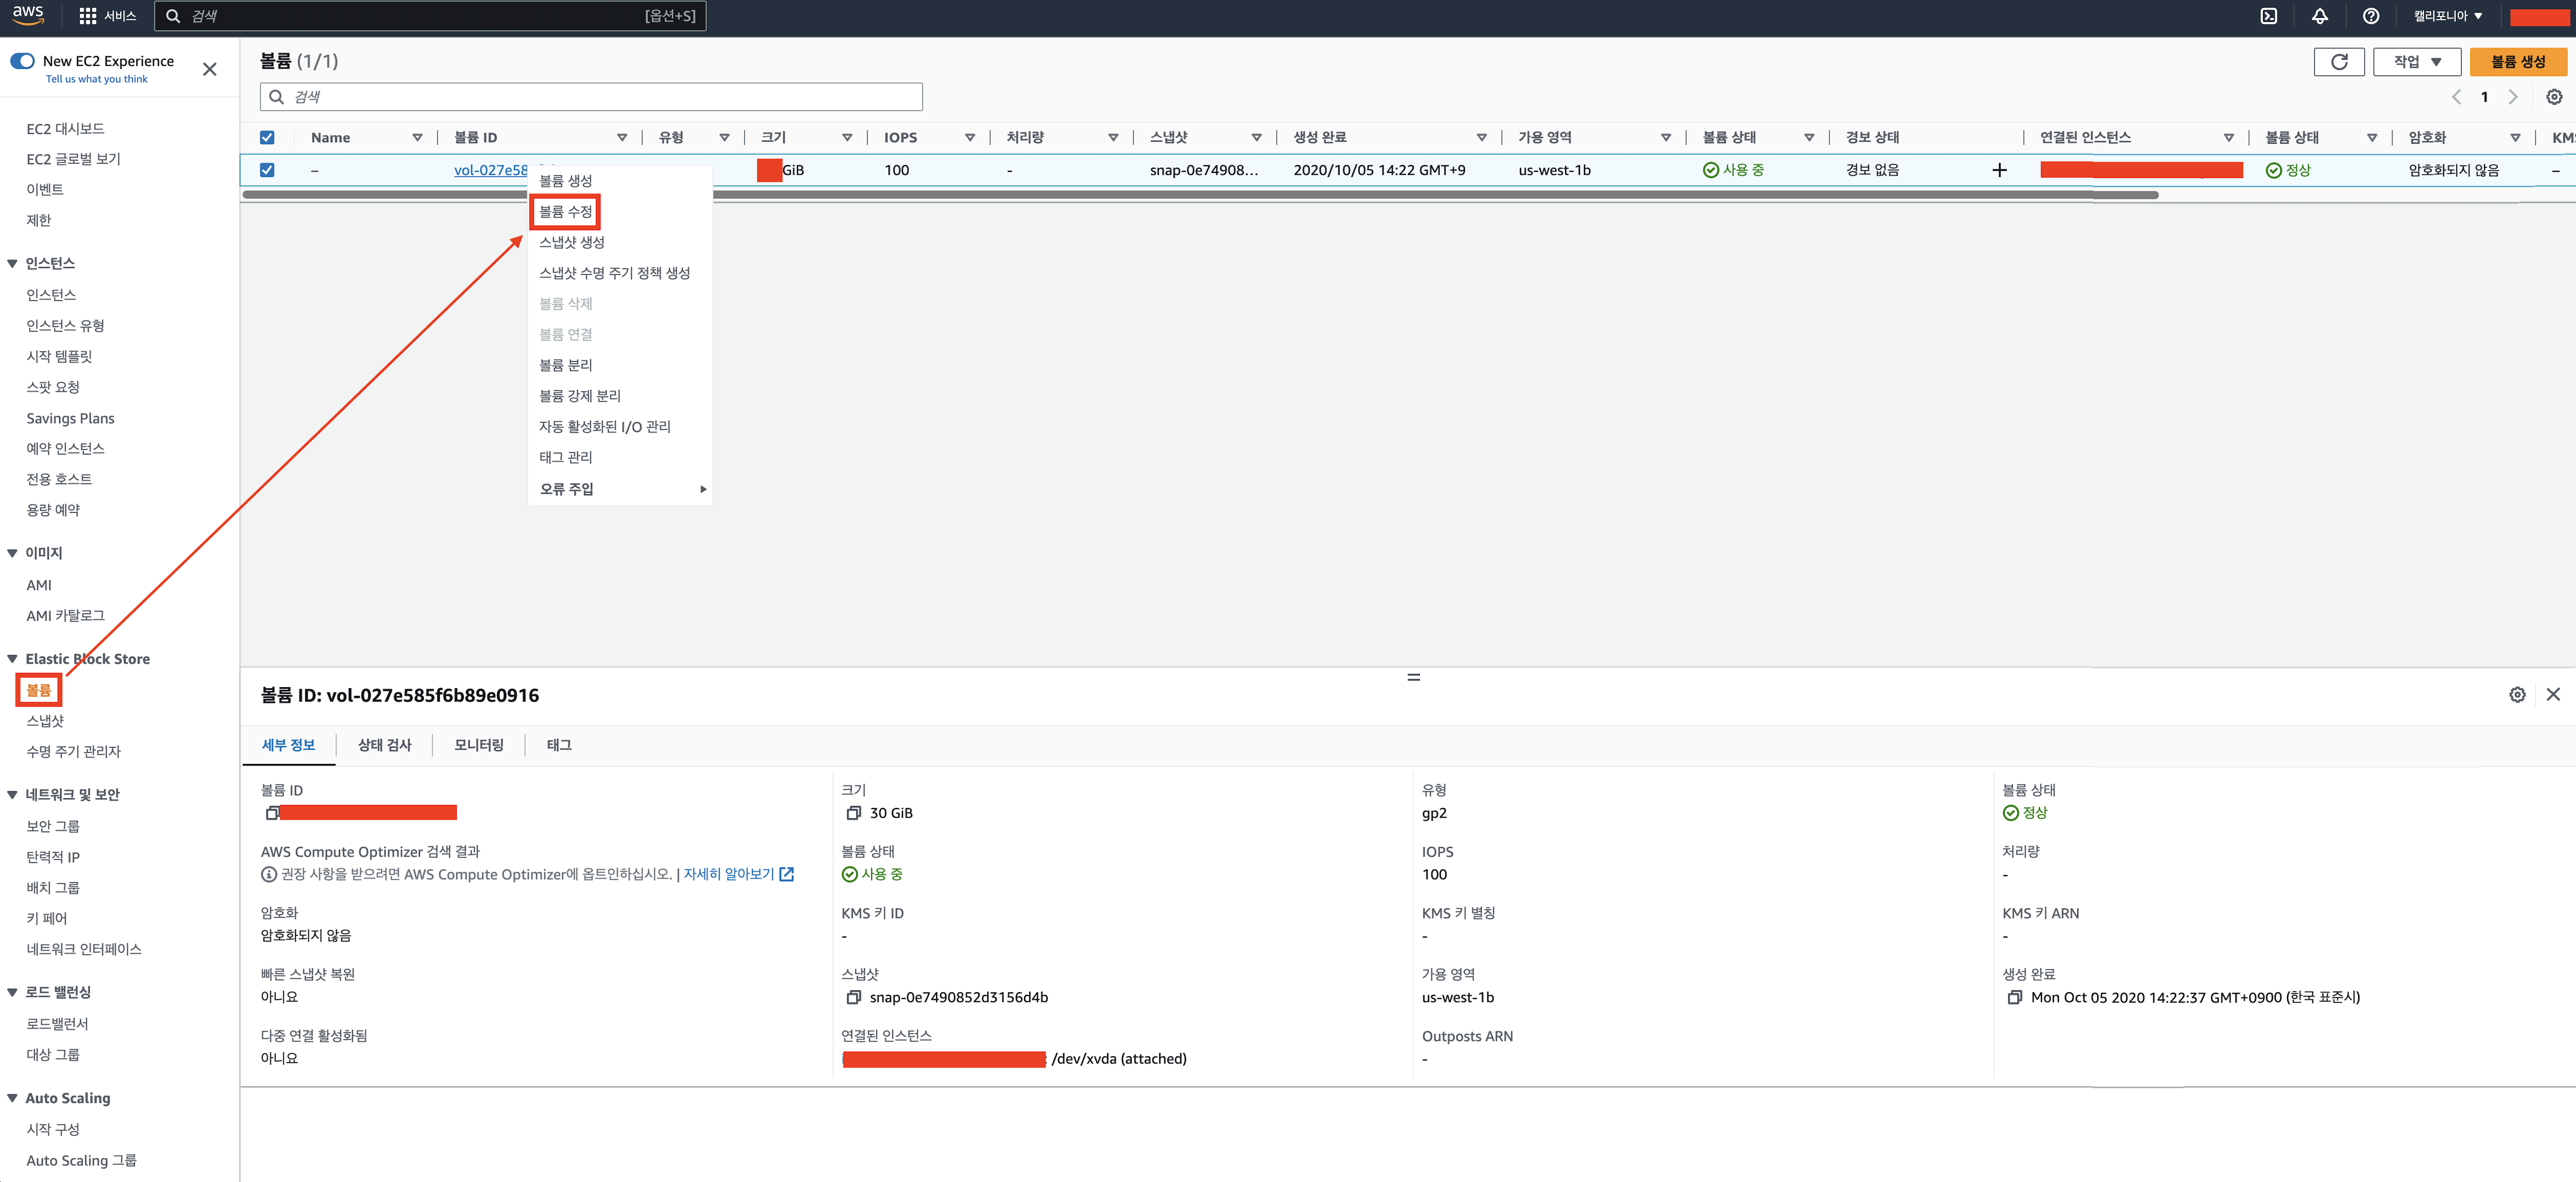 aws
서비스
검색
[옵션+S]
캘리포니아
New EC2 Experience
Tell us what you think
EC2 대시보드
EC2 글로벌 보기
이벤트
제한
인스턴스
인스턴스
인스턴스 유형
시작 템플릿
스팟 요청
Savings Plans
예약 인스턴스
전용 호스트
용량 예약
이미지
AMI
AMI 카탈로그
Elastic Block Store
볼륨
스냅샷
수명 주기 관리자
네트워크 및 보안
보안 그룹
탄력적 IP
배치 그룹
키 페어
네트워크 인터페이스
로드 밸런싱
로드밸런서
대상 그룹
Auto Scaling
시작 구성
Auto Scaling 그룹
볼륨 (1/1)
작업
볼륨 생성
검색
1
Name 볼륨 ID 유형 크기 IOPS 처리량 스냅샷 생성 완료 가용 영역 볼륨 상태 경보 상태 연결된 인스턴스 볼륨 상태 암호화
– vol-027e58 GiB 100 - snap-0e74908... 2020/10/05 14:22 GMT+9 us-west-1b 사용 중 경보 없음 + 정상 암호화되지 않음 –
볼륨 생성
볼륨 수정
스냅샷 생성
스냅샷 수명 주기 정책 생성
볼륨 삭제
볼륨 연결
볼륨 분리
볼륨 강제 분리
자동 활성화된 I/O 관리
태그 관리
오류 주입
볼륨 ID: vol-027e585f6b89e0916
세부 정보 상태 검사 모니터링 태그
볼륨 ID
크기
30 GiB
유형
gp2
볼륨 상태
정상
AWS Compute Optimizer 검색 결과
권장 사항을 받으려면 AWS Compute Optimizer에 옵트인하십시오. | 자세히 알아보기
볼륨 상태
사용 중
IOPS
100
처리량
-
암호화
암호화되지 않음
KMS 키 ID
-
KMS 키 별칭
-
KMS 키 ARN
-
빠른 스냅샷 복원
아니요
스냅샷
snap-0e7490852d3156d4b
가용 영역
us-west-1b
생성 완료
Mon Oct 05 2020 14:22:37 GMT+0900 (한국 표준시)
다중 연결 활성화됨
아니요
연결된 인스턴스
: /dev/xvda (attached)
Outposts ARN
-